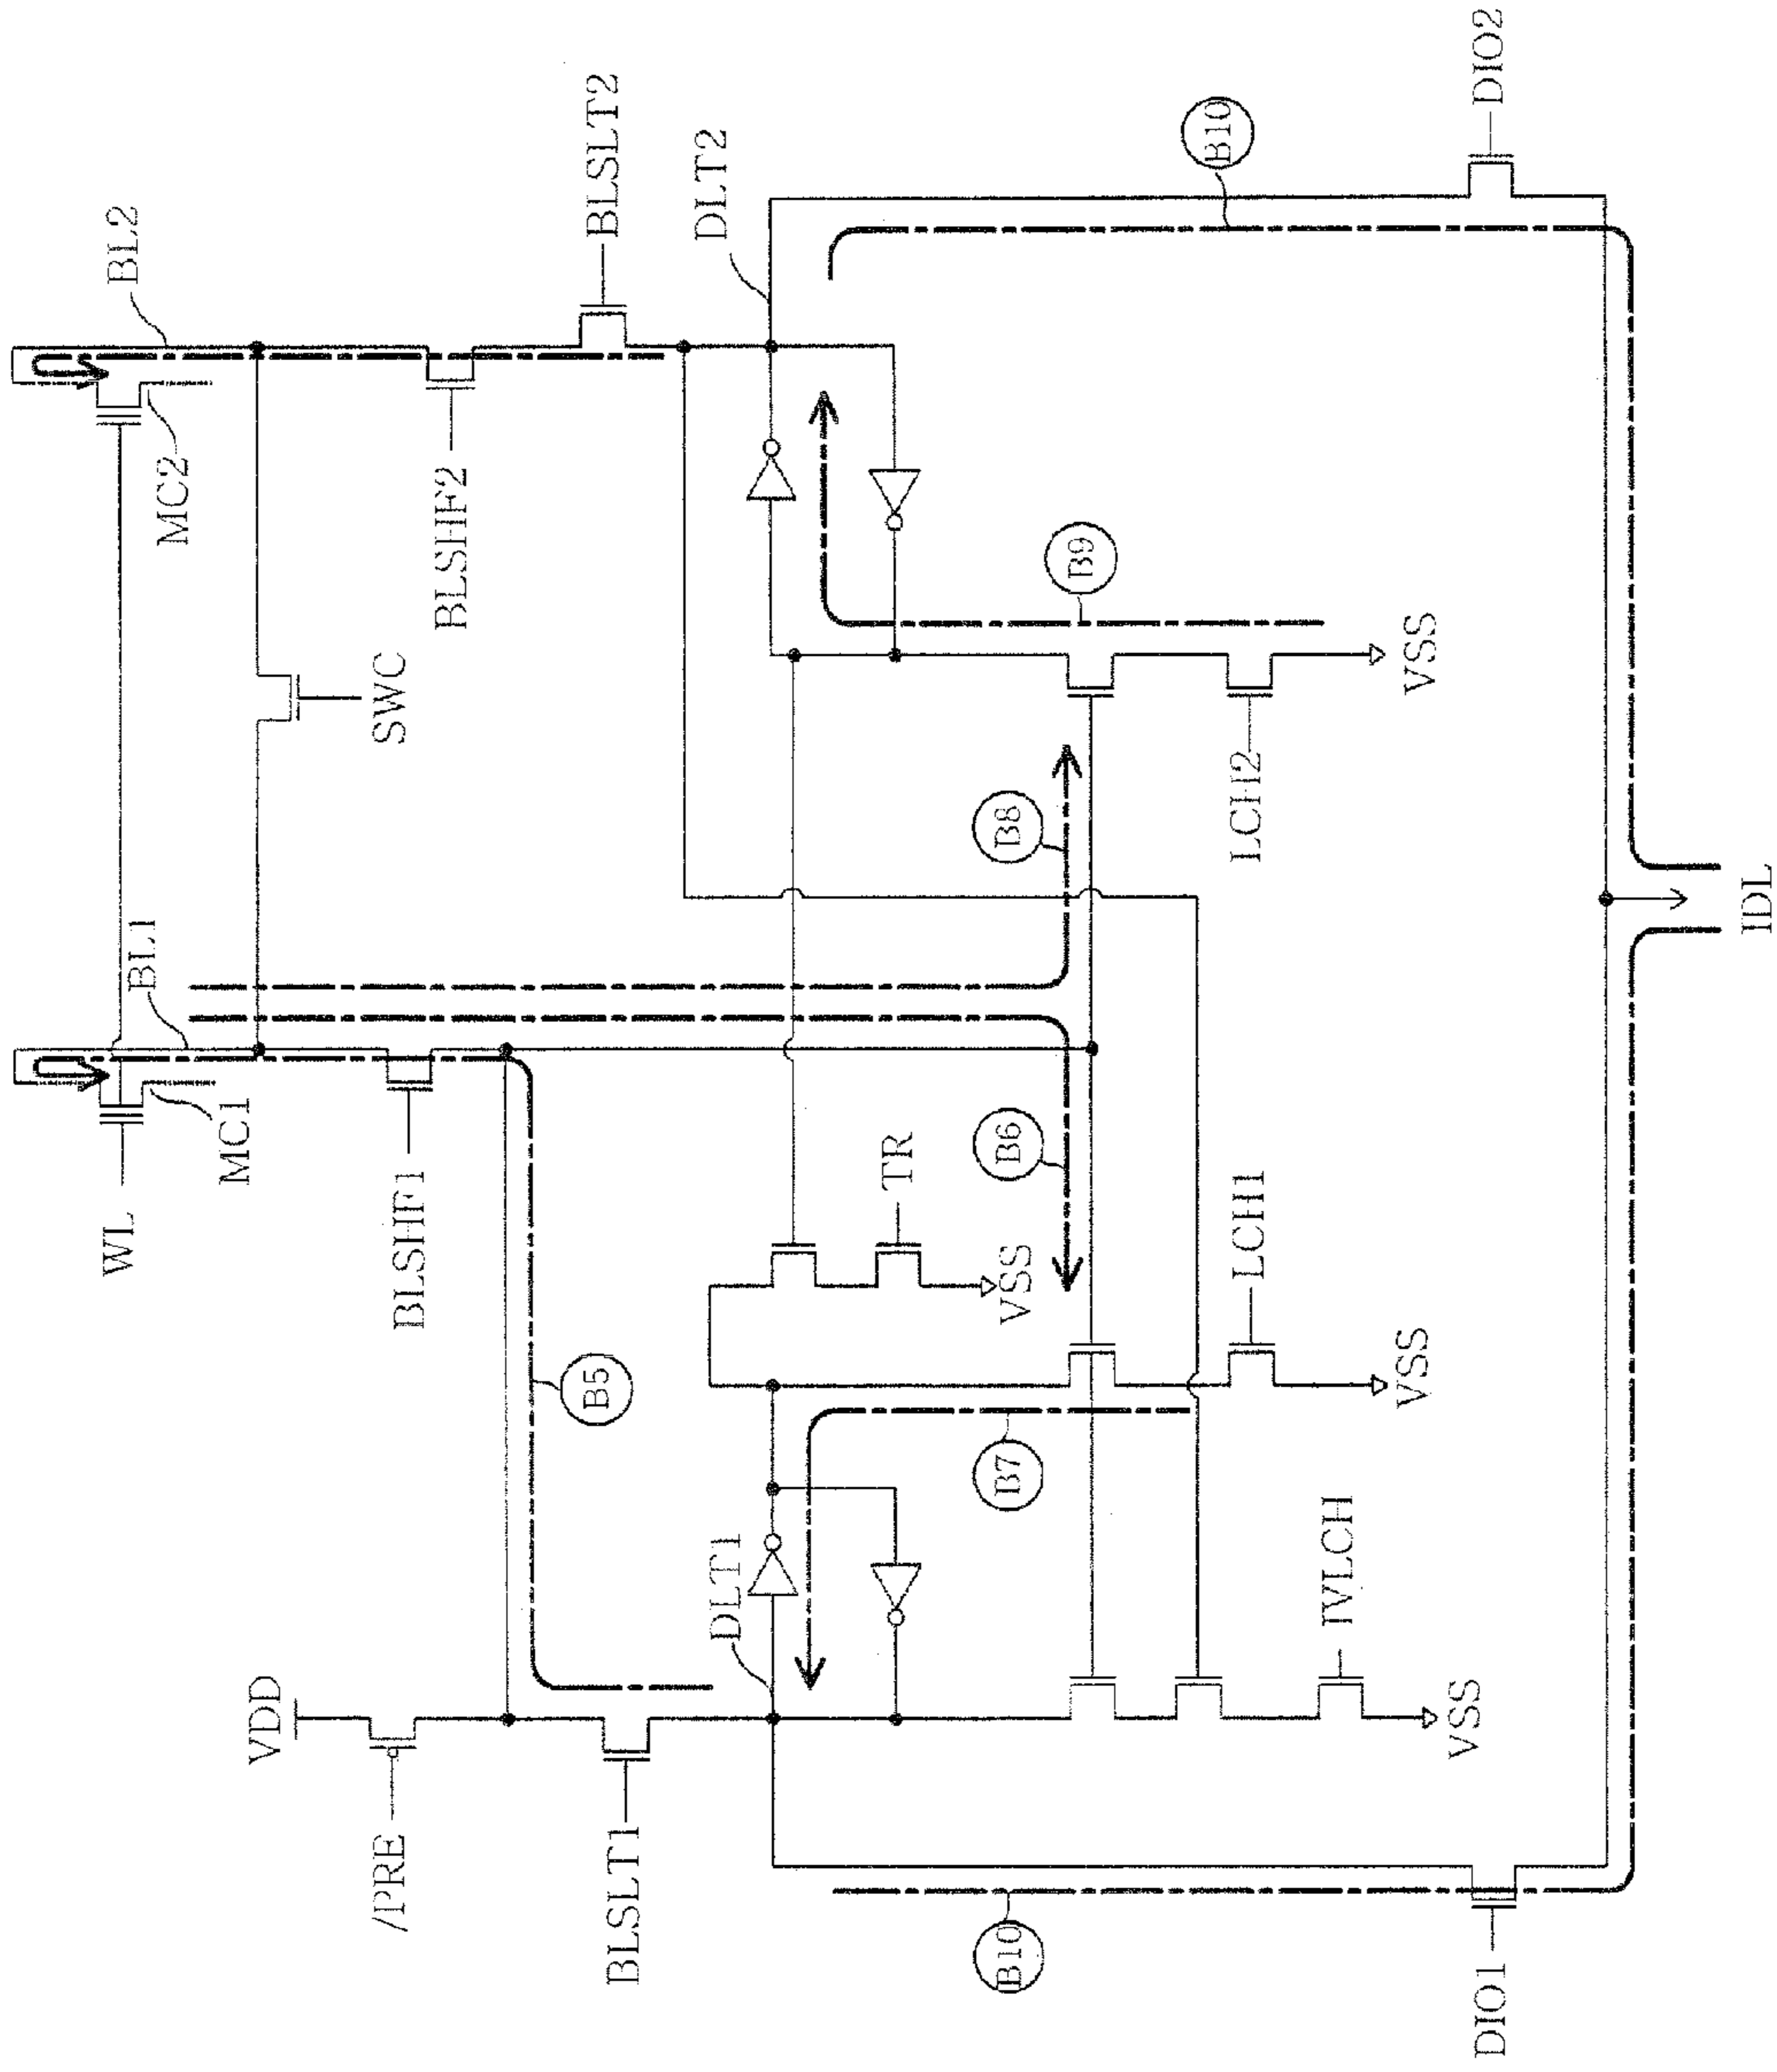 BL2
BL1
MC2
MC1
WL
SWC
BLSHF2
BLSHF1
BLSLT2
VDD
/PRE
BLSLT1
B5
DLT2
DLT1
TR
VSS
B6
B8
B7
B9
B10
B10
LCH2
LCH1
IVLCH
VSS
VSS
VSS
DIO2
DIO1
IDL